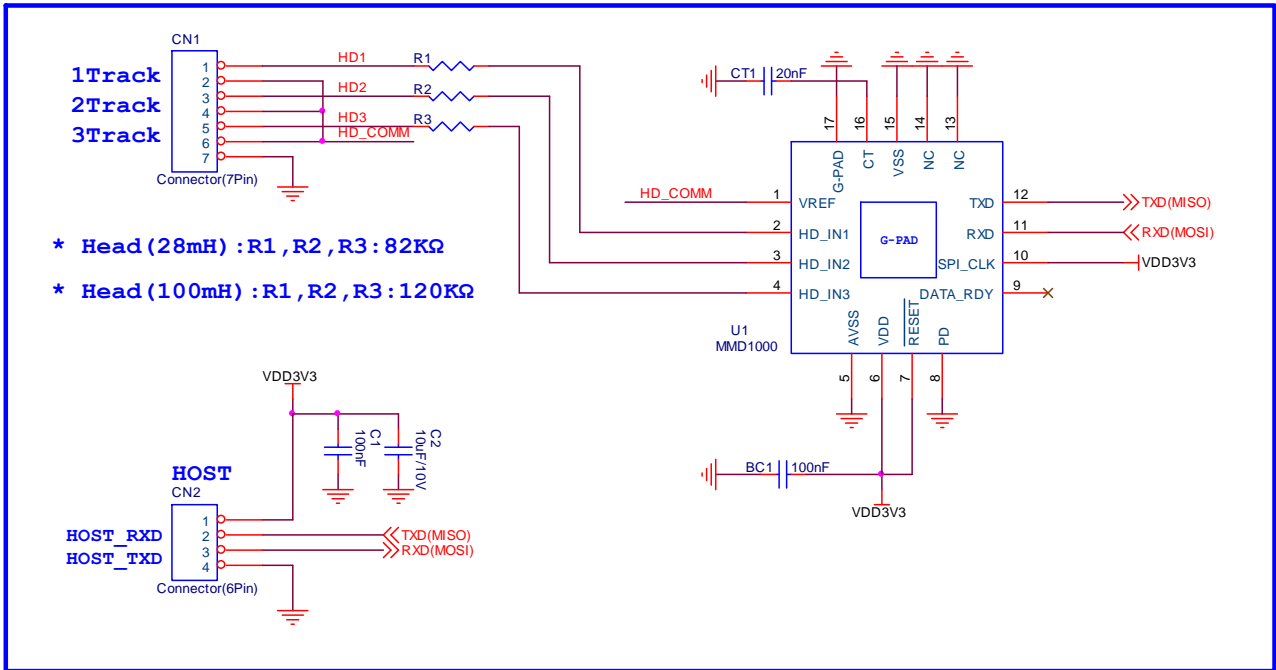 CN1
1Track
2Track
3Track
1
2
3
4
5
6
7
Connector(7Pin)
HD1
HD2
HD3
HD_COMM
R1
R2
R3
* Head(28mH):R1,R2,R3:82KΩ
* Head(100mH):R1,R2,R3:120KΩ
CT1
20nF
17
16
15
14
13
G-PAD
CT
VSS
NC
NC
HD_COMM
1
2
3
4
VREF
HD_IN1
HD_IN2
HD_IN3
G-PAD
TXD
RXD
SPI_CLK
DATA_RDY
12
11
10
9
TXD(MISO)
RXD(MOSI)
VDD3V3
U1
MMD1000
AVSS
VDD
RESET
PD
5
6
7
8
BC1
100nF
VDD3V3
VDD3V3
C1
100nF
C2
10uF/10V
HOST
CN2
HOST_RXD
HOST_TXD
1
2
3
4
Connector(6Pin)
TXD(MISO)
RXD(MOSI)